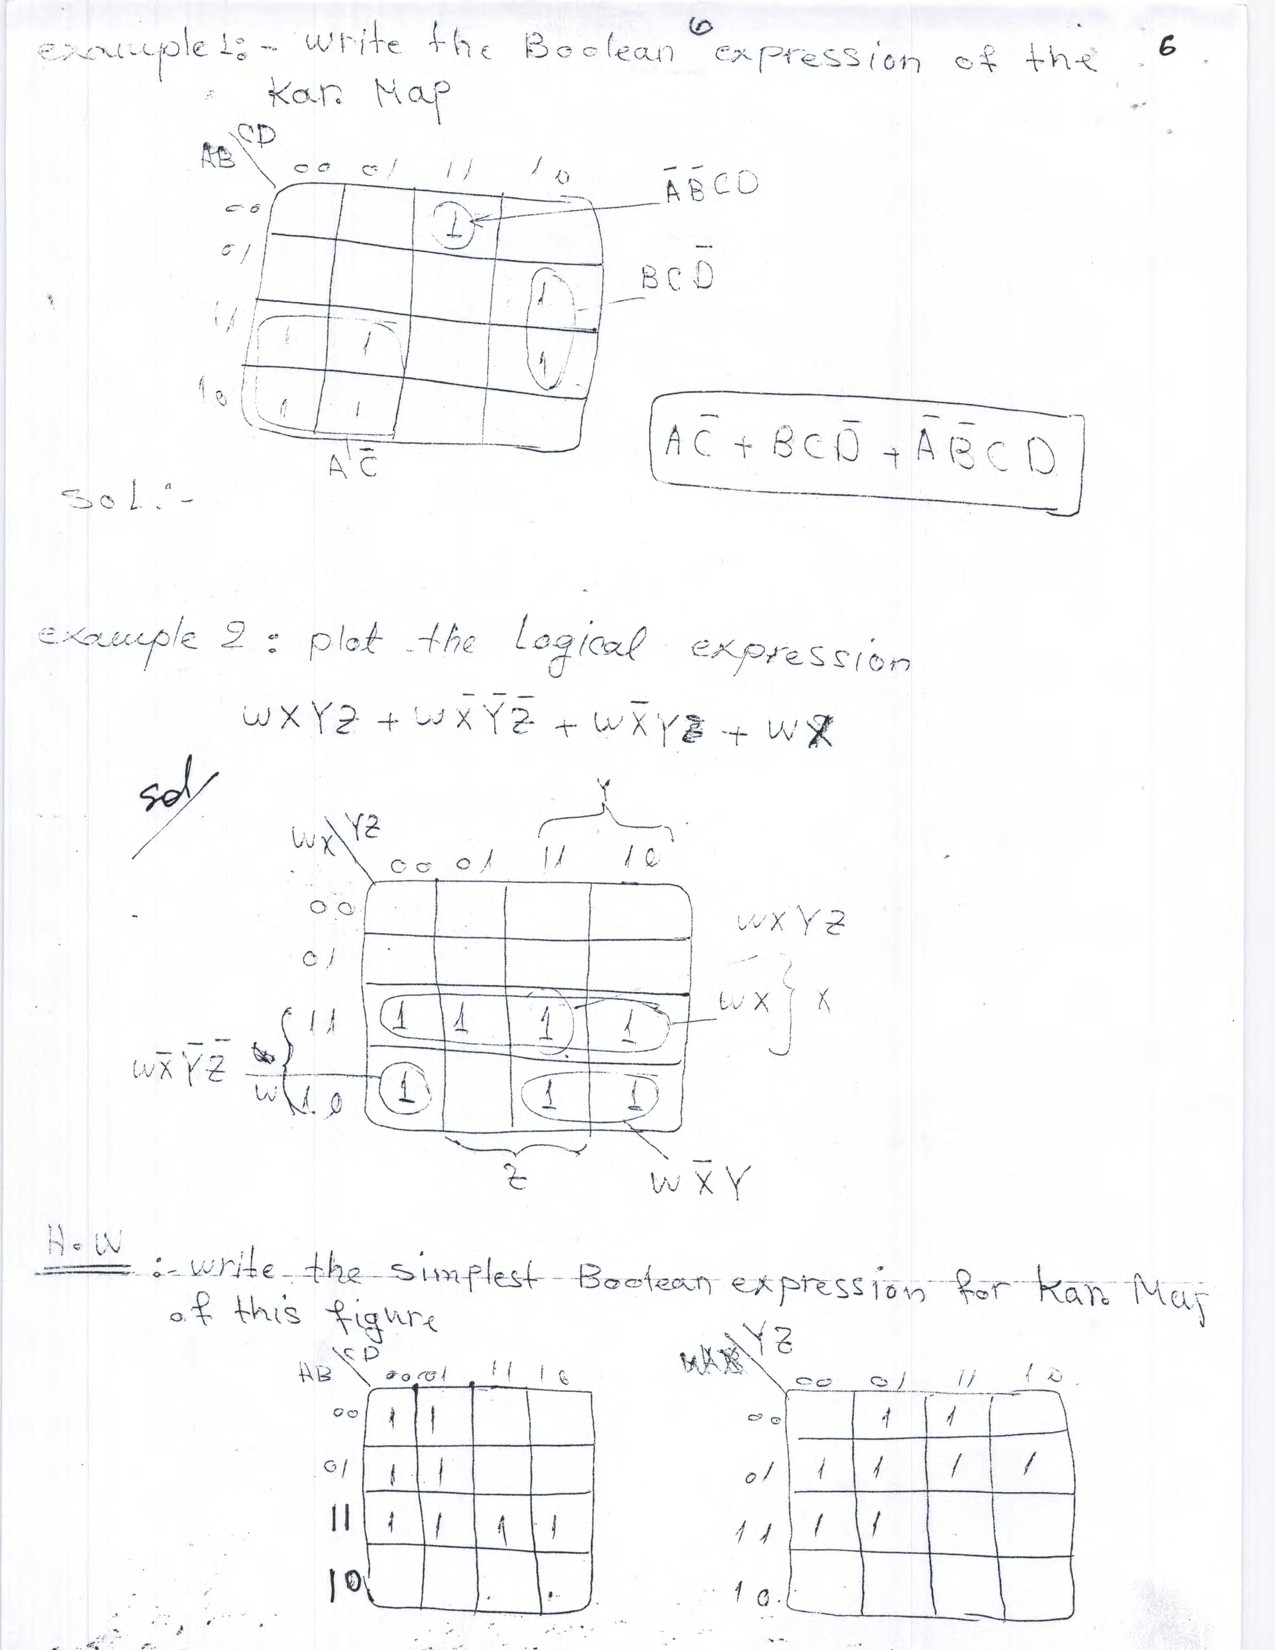 6
example 1:- write the Boolean expression of the
6
Kar. Map
CD
AB
00 01 11 10
00 1
ĀB̄CD
01 1
BCD̄
11 1 1 1
10 1 1
AC̄
AC̄ + BCD̄ + ĀB̄CD
Sol:-
example 2: plot the Logical expression
WXYZ + WX̄ȲZ̄ + WX̄Y + WX
sol
Y
WX YZ
00 01 11 10
00
WXYZ
01
11 1 1 1 1
WX } X
WX̄ȲZ̄
W
10 1 1 1
Z
WX̄Y
H.W :- write the simplest Boolean expression for Kar. Map
of this figure
AB CD
00 01 11 10
00 1 1
01 1 1
11 1 1 1 1
10
YZ
00 01 11 10
00 1 1
01 1 1 1 1
11 1 1
10